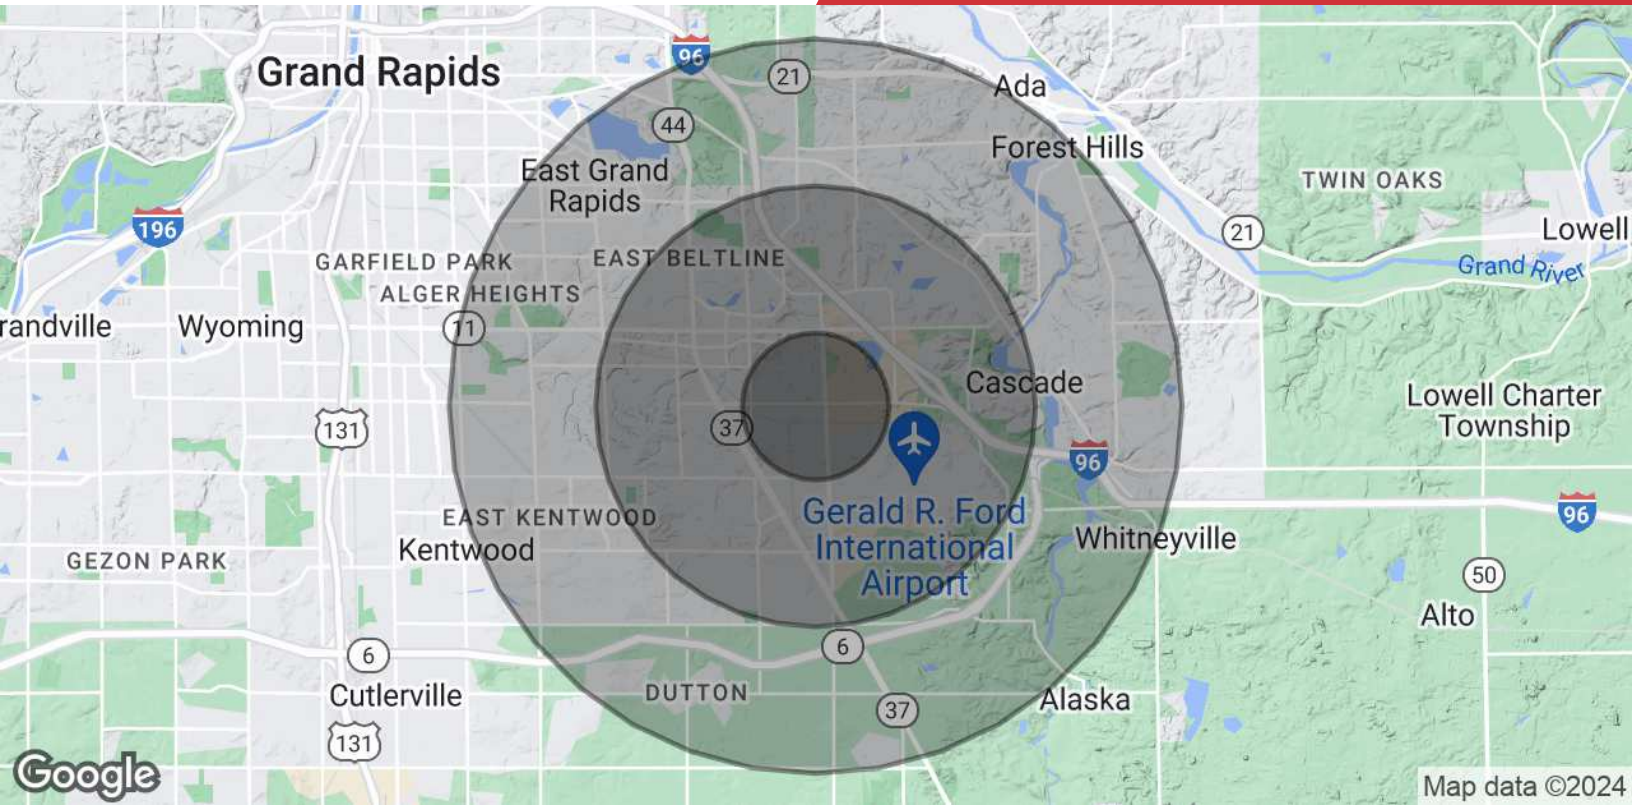 96
21
Grand Rapids
Ada
44
Forest Hills
East Grand
Rapids
TWIN OAKS
196
21
Lowell
GARFIELD PARK
EAST BELTLINE
Grand River
ALGER HEIGHTS
randville
Wyoming
11
Cascade
Lowell Charter
Township
131
37
96
Gerald R. Ford
International
Airport
96
EAST KENTWOOD
Kentwood
Whitneyville
GEZON PARK
50
Alto
6
6
Cutlerville
DUTTON
Alaska
37
131
Google
Map data ©2024